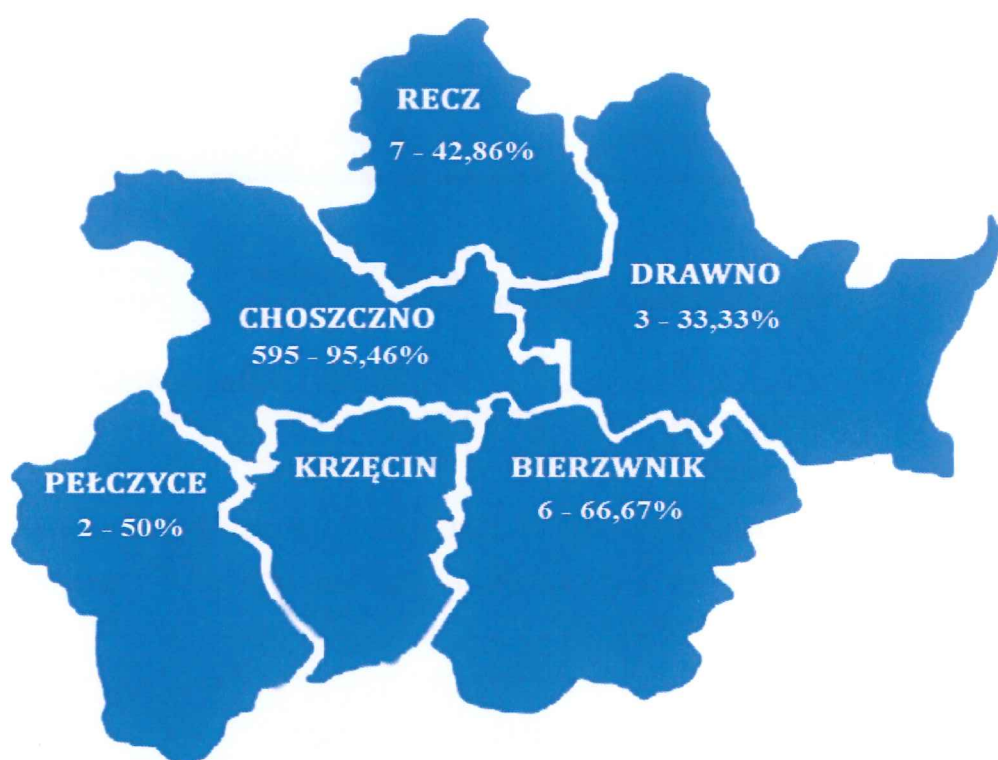 RECZ
7 - 42,86%
DRAWNO
3 - 33,33%
CHOSZCZNO
595 - 95,46%
PEŁCZYCE
2 - 50%
KRZĘCIN
BIERZWNIK
6 - 66,67%